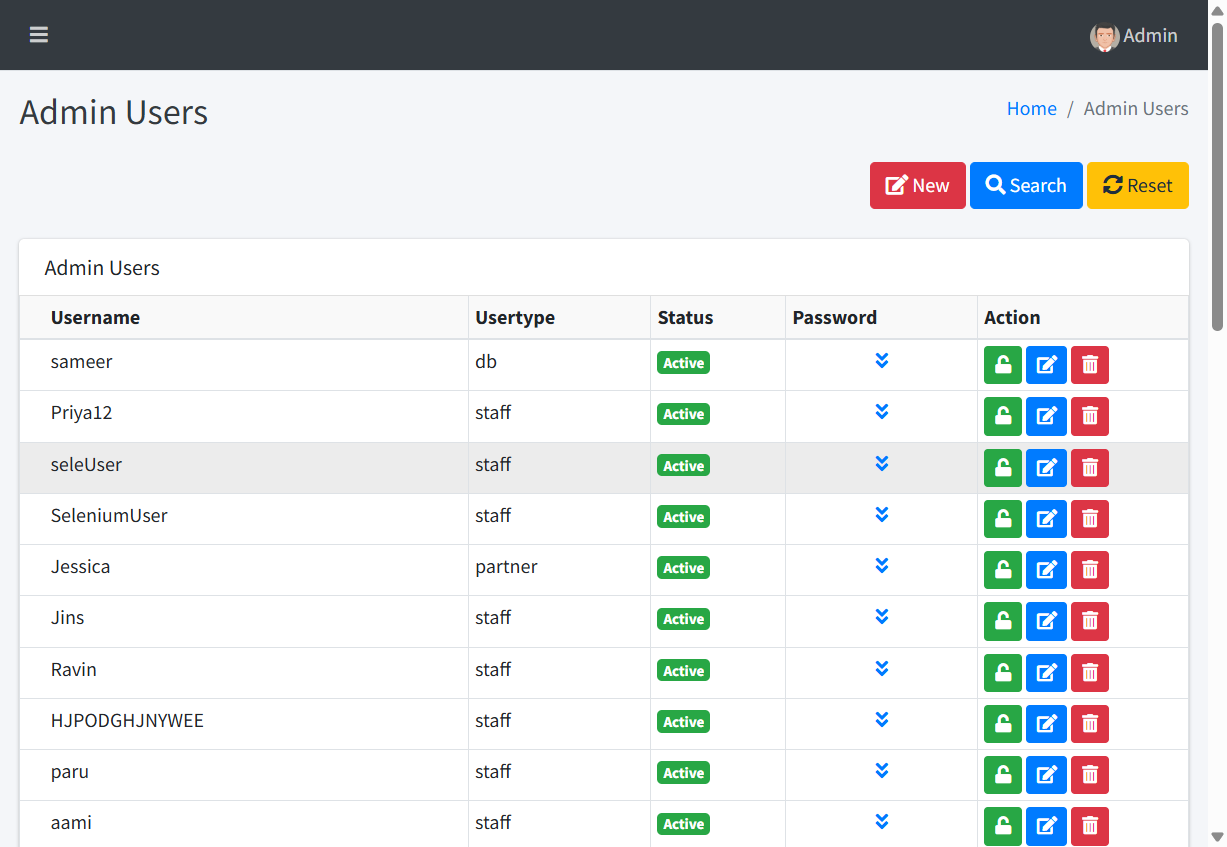 Admin
Admin Users
Home / Admin Users
New Search Reset
Admin Users
Username Usertype Status Password Action
sameer db Active
Priya12 staff Active
seleUser staff Active
SeleniumUser staff Active
Jessica partner Active
Jins staff Active
Ravin staff Active
HJPODGHJNYWEE staff Active
paru staff Active
aami staff Active